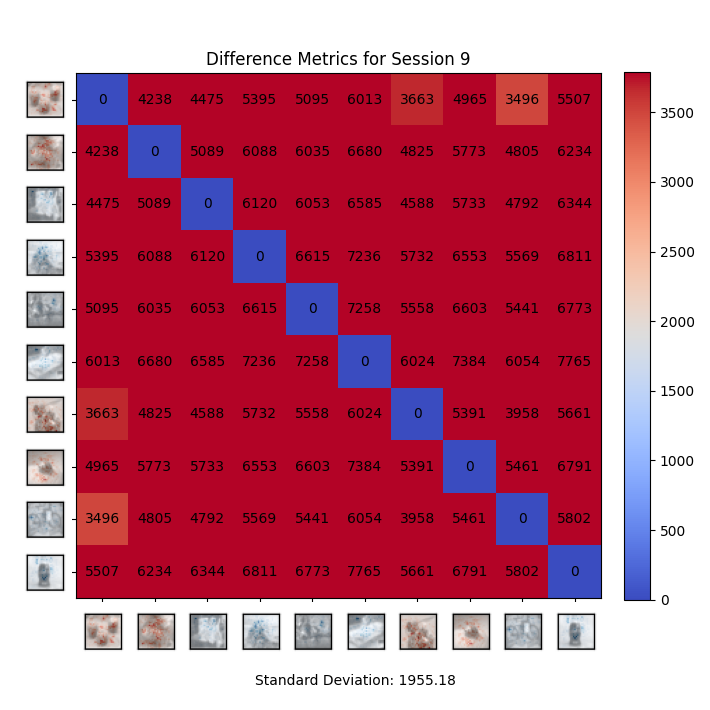 Difference Metrics for Session 9
0 4238 4475 5395 5095 6013 3663 4965 3496 5507
4238 0 5089 6088 6035 6680 4825 5773 4805 6234
4475 5089 0 6120 6053 6585 4588 5733 4792 6344
5395 6088 6120 0 6615 7236 5732 6553 5569 6811
5095 6035 6053 6615 0 7258 5558 6603 5441 6773
6013 6680 6585 7236 7258 0 6024 7384 6054 7765
3663 4825 4588 5732 5558 6024 0 5391 3958 5661
4965 5773 5733 6553 6603 7384 5391 0 5461 6791
3496 4805 4792 5569 5441 6054 3958 5461 0 5802
5507 6234 6344 6811 6773 7765 5661 6791 5802 0
3500
3000
2500
2000
1500
1000
500
0
Standard Deviation: 1955.18